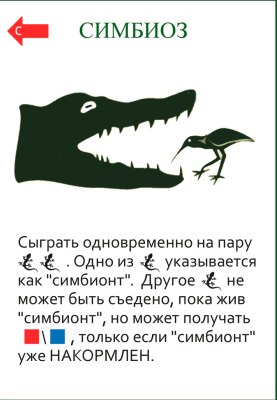 С
СИМБИОЗ
Сыграть одновременно на пару
. Одно из указывается
как "симбионт". Другое не
может быть съедено, пока жив
"симбионт", но может получать
\ , только если "симбионт"
уже НАКОРМЛЕН.